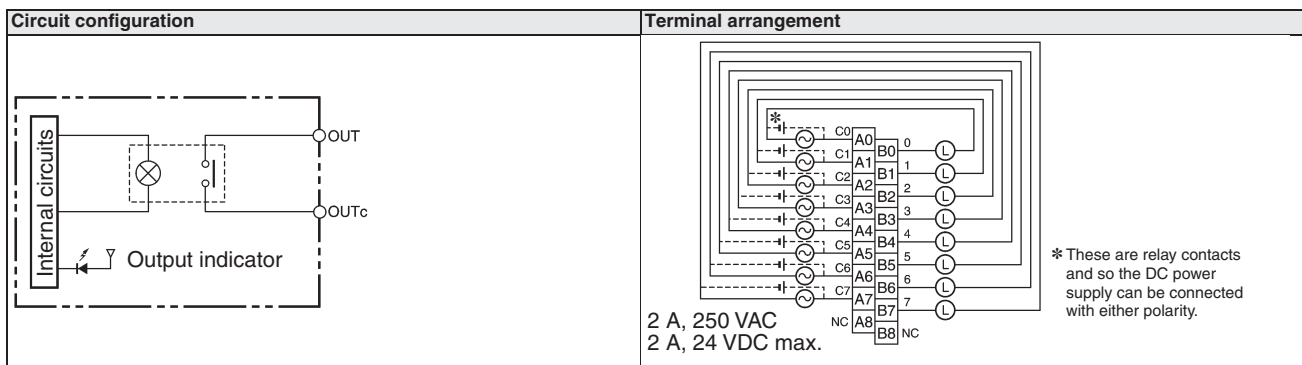 Circuit configuration
Terminal arrangement
Internal circuits
OUT
OUTc
Output indicator
*
C0
A0
0
B0
L
C1
A1
1
B1
L
C2
A2
2
B2
L
C3
A3
3
B3
L
C4
A4
4
B4
L
C5
A5
5
B5
L
C6
A6
6
B6
L
C7
A7
7
B7
L
NC
A8
B8
NC
2 A, 250 VAC
2 A, 24 VDC max.
* These are relay contacts
and so the DC power
supply can be connected
with either polarity.